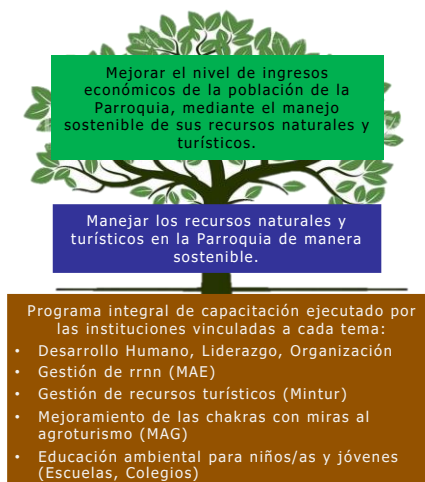 Mejorar el nivel de ingresos
económicos de la población de la
Parroquia, mediante el manejo
sostenible de sus recursos naturales y
turísticos.
Manejar los recursos naturales y
turísticos en la Parroquia de manera
sostenible.
Programa integral de capacitación ejecutado por
las instituciones vinculadas a cada tema:
• Desarrollo Humano, Liderazgo, Organización
• Gestión de rrnn (MAE)
• Gestión de recursos turísticos (Mintur)
• Mejoramiento de las chakras con miras al
agroturismo (MAG)
• Educación ambiental para niños/as y jóvenes
(Escuelas, Colegios)